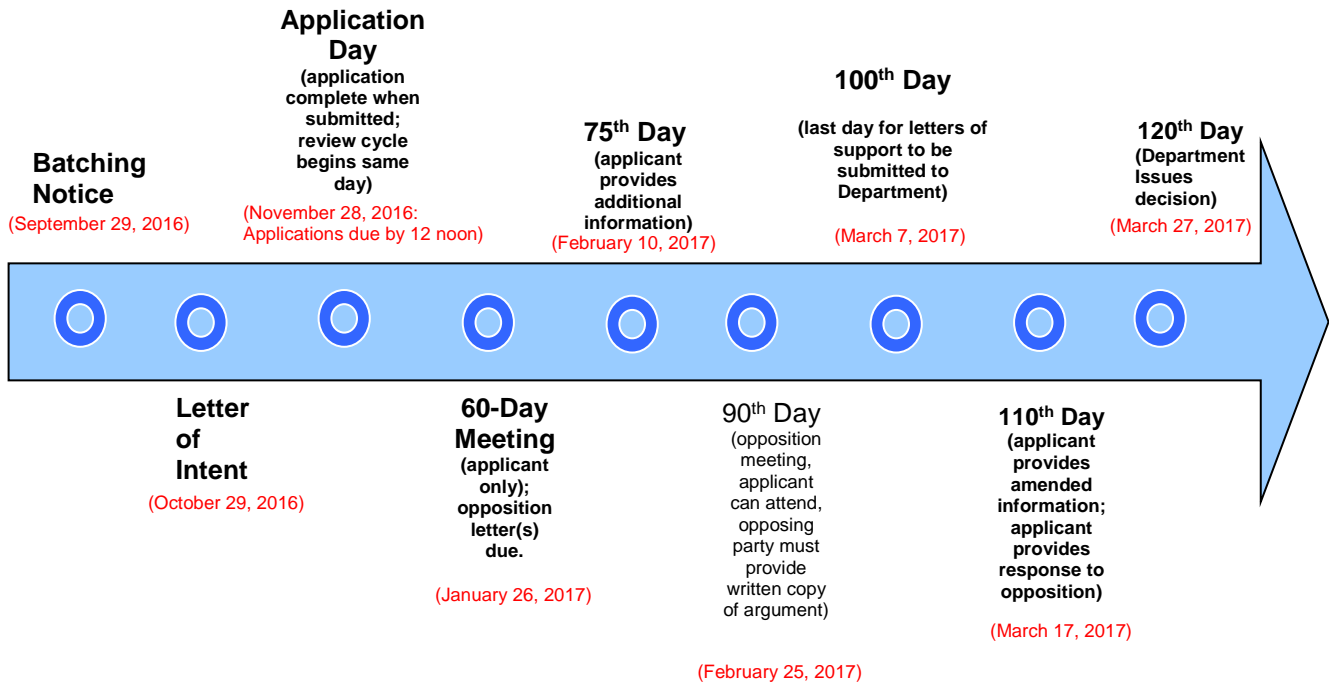 Batching
Notice
(September 29, 2016)
Letter
of
Intent
(October 29, 2016)
Application
Day
(application
complete when
submitted;
review cycle
begins same
day)
(November 28, 2016:
Applications due by 12 noon)
60-Day
Meeting
(applicant
only);
opposition
letter(s)
due.
(January 26, 2017)
75th Day
(applicant
provides
additional
information)
(February 10, 2017)
90th Day
(opposition
meeting,
applicant
can attend,
opposing
party must
provide
written copy
of argument)
(February 25, 2017)
100th Day
(last day for letters of
support to be
submitted to
Department)
(March 7, 2017)
110th Day
(applicant
provides
amended
information;
applicant
provides
response to
opposition)
(March 17, 2017)
120th Day
(Department
Issues
decision)
(March 27, 2017)